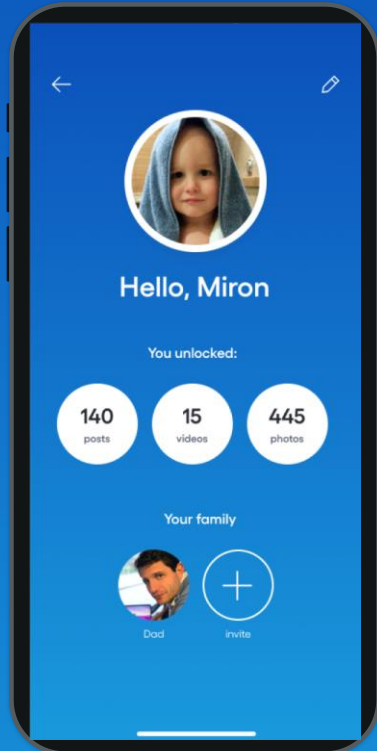 Hello, Miron
You unlocked:
140 15 445
posts videos photos
Your family
Dad invite